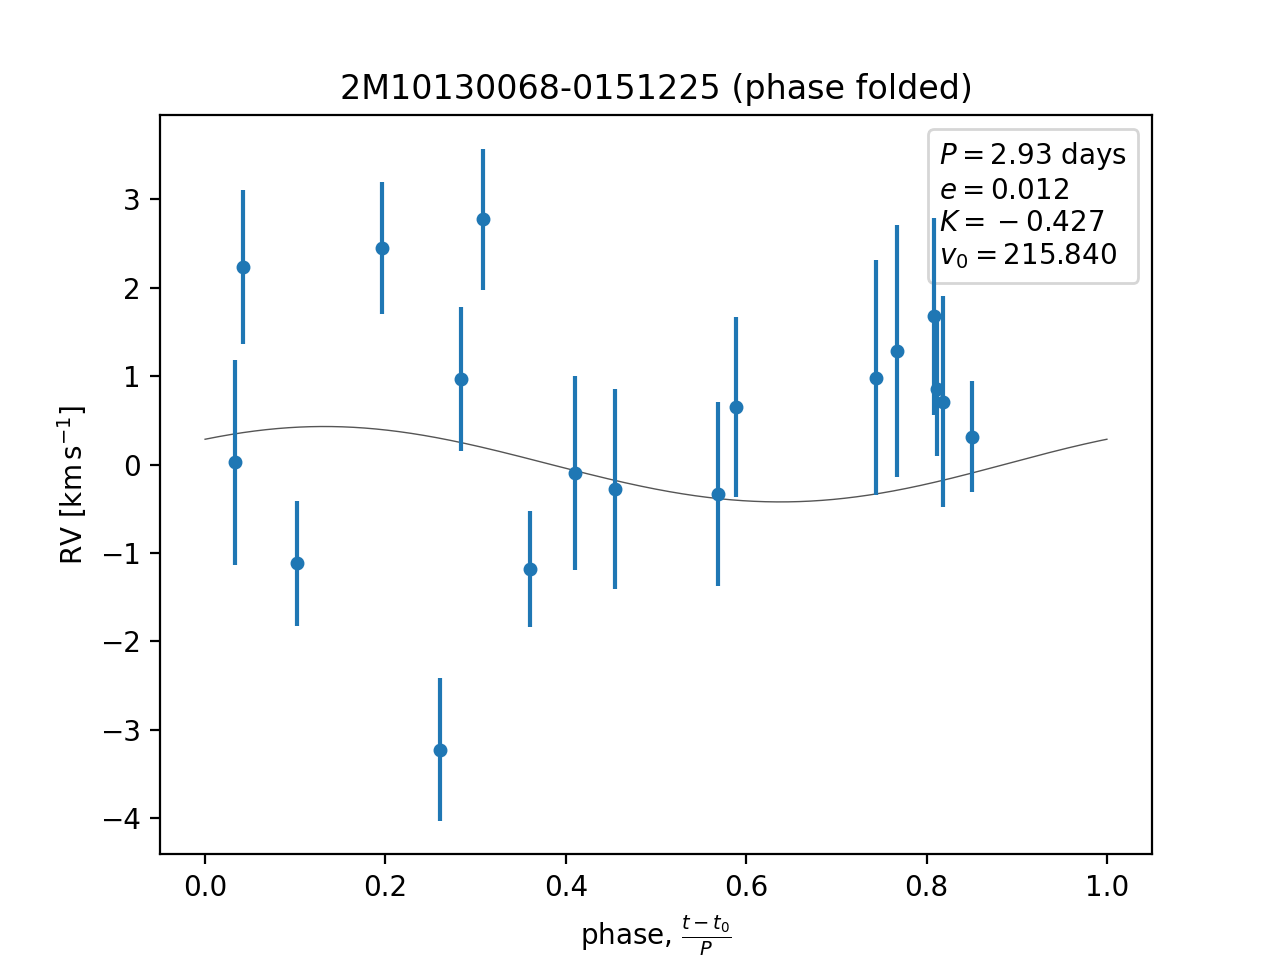 2M10130068-0151225 (phase folded)
P = 2.93 days
e = 0.012
K = −0.427
v₀ = 215.840
RV [km s⁻¹]
3
2
1
0
−1
−2
−3
−4
0.0 0.2 0.4 0.6 0.8 1.0
phase, (t − t₀)/P